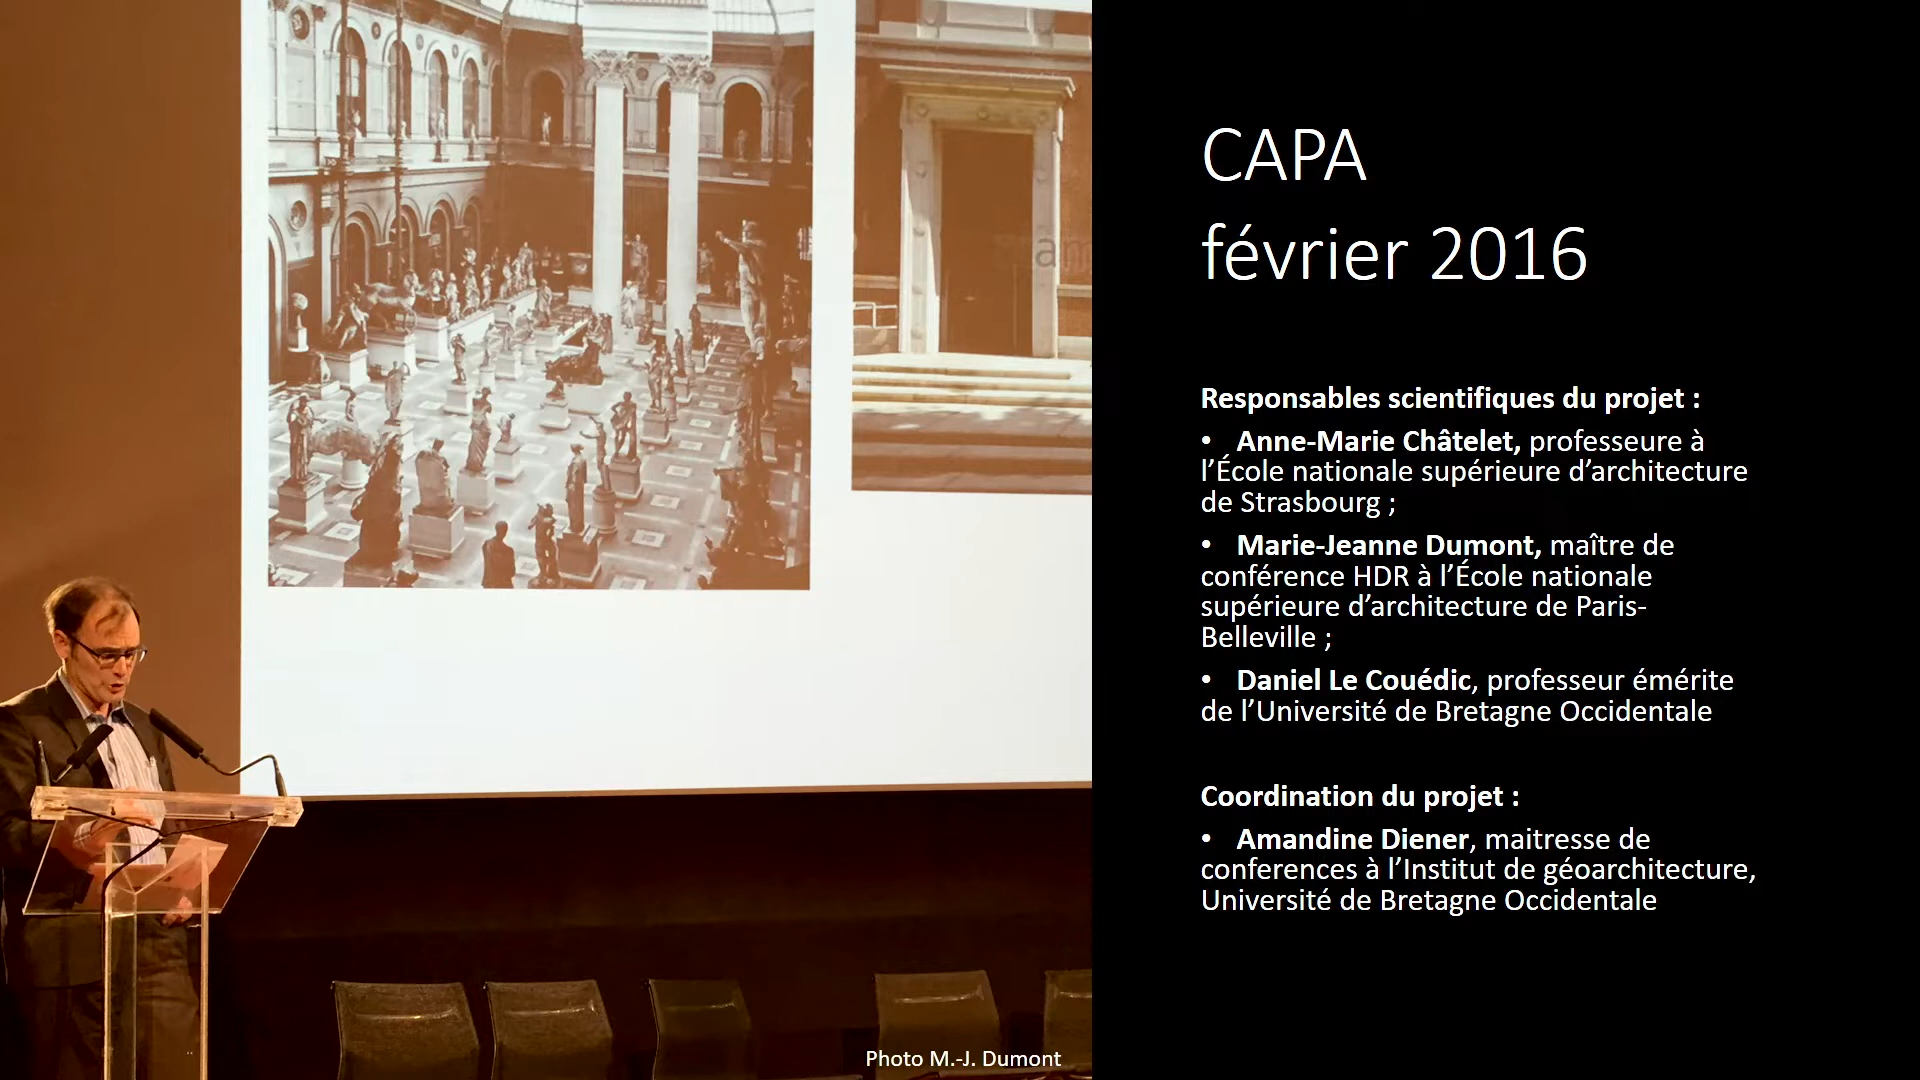 CAPA
février 2016
Responsables scientifiques du projet :
• Anne-Marie Châtelet, professeure à
l’École nationale supérieure d’architecture
de Strasbourg ;
• Marie-Jeanne Dumont, maître de
conférence HDR à l’École nationale
supérieure d’architecture de Paris-
Belleville ;
• Daniel Le Couédic, professeur émérite
de l’Université de Bretagne Occidentale
Coordination du projet :
• Amandine Diener, maitresse de
conferences à l’Institut de géoarchitecture,
Université de Bretagne Occidentale
Photo M.-J. Dumont